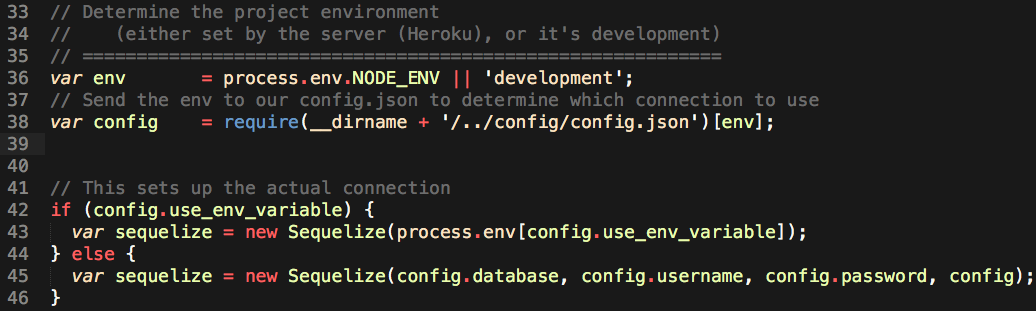 33 // Determine the project environment
34 //    (either set by the server (Heroku), or it's development)
35 // ===========================================================
36 var env       = process.env.NODE_ENV || 'development';
37 // Send the env to our config.json to determine which connection to use
38 var config    = require(__dirname + '/../config/config.json')[env];
39
40
41 // This sets up the actual connection
42 if (config.use_env_variable) {
43   var sequelize = new Sequelize(process.env[config.use_env_variable]);
44 } else {
45   var sequelize = new Sequelize(config.database, config.username, config.password, config);
46 }